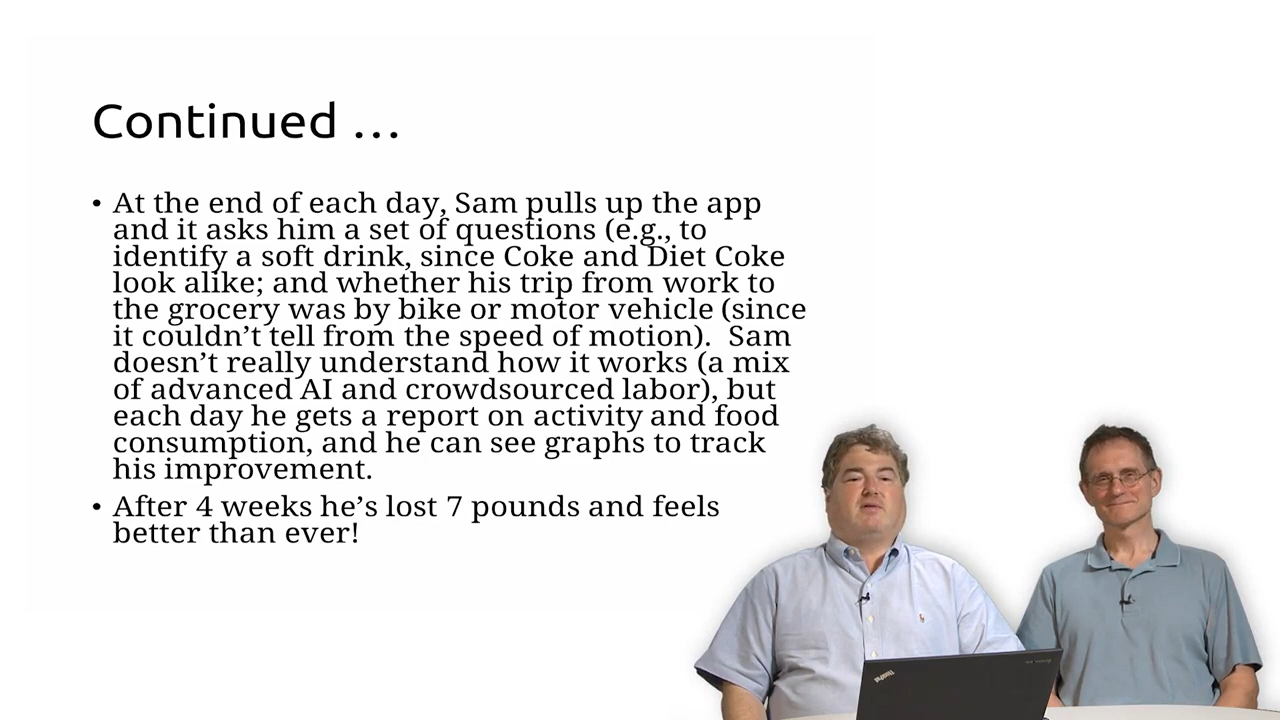 Continued …
• At the end of each day, Sam pulls up the app
and it asks him a set of questions (e.g., to
identify a soft drink, since Coke and Diet Coke
look alike; and whether his trip from work to
the grocery was by bike or motor vehicle (since
it couldn’t tell from the speed of motion).  Sam
doesn’t really understand how it works (a mix
of advanced AI and crowdsourced labor), but
each day he gets a report on activity and food
consumption, and he can see graphs to track
his improvement.
• After 4 weeks he’s lost 7 pounds and feels
better than ever!
ThinkPad